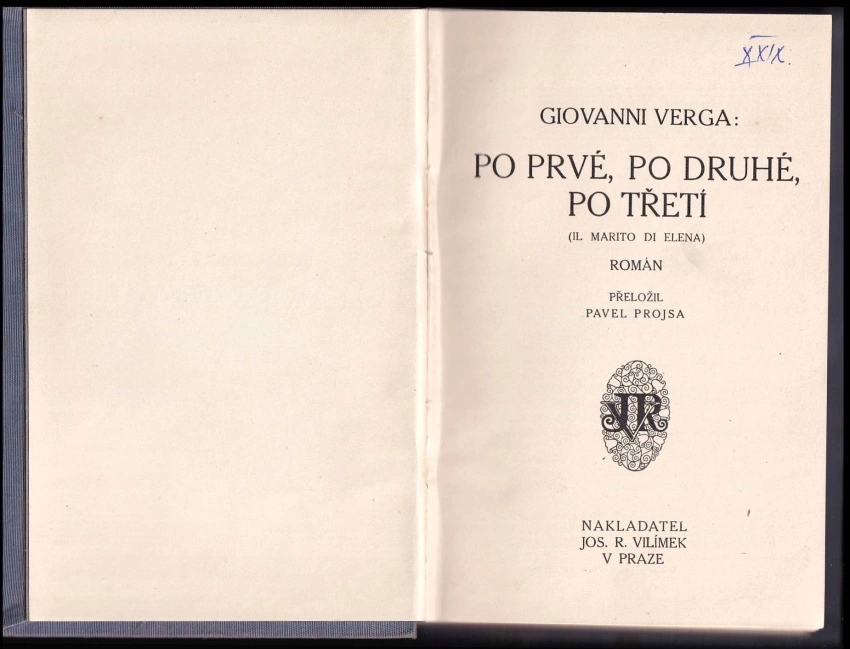 XXIX.
GIOVANNI VERGA:
PO PRVÉ, PO DRUHÉ,
PO TŘETÍ
(IL MARITO DI ELENA)
ROMÁN
PŘELOŽIL
PAVEL PROJSA
JRV
NAKLADATEL
JOS. R. VILÍMEK
V PRAZE